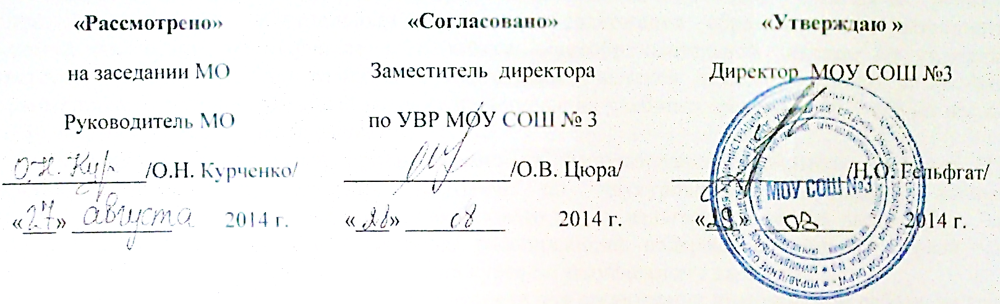 «Рассмотрено»
на заседании МО
Руководитель МО
О.Н. Кур /О.Н. Курченко/
«27» августа 2014 г.
«Согласовано»
Заместитель директора
по УВР МОУ СОШ № 3
/О.В. Цюра/
«28» 08 2014 г.
«Утверждаю »
Директор МОУ СОШ №3
/Н.О. Гельфгат/
МОУ СОШ №3
«29» 08 2014 г.